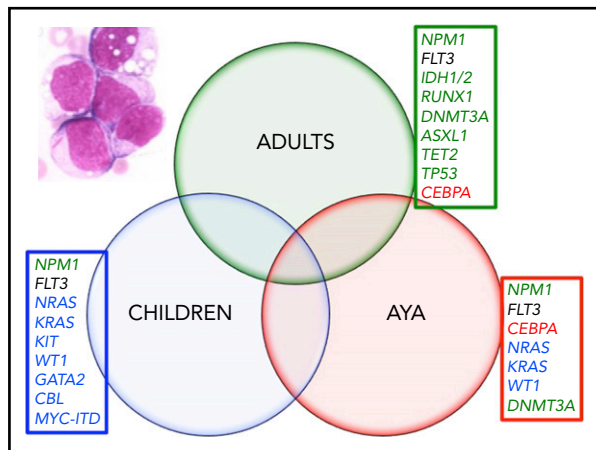 NPM1
FLT3
IDH1/2
RUNX1
DNMT3A
ASXL1
TET2
TP53
CEBPA
ADULTS
NPM1
FLT3
NRAS
KRAS
KIT
WT1
GATA2
CBL
MYC-ITD
CHILDREN
AYA
NPM1
FLT3
CEBPA
NRAS
KRAS
WT1
DNMT3A